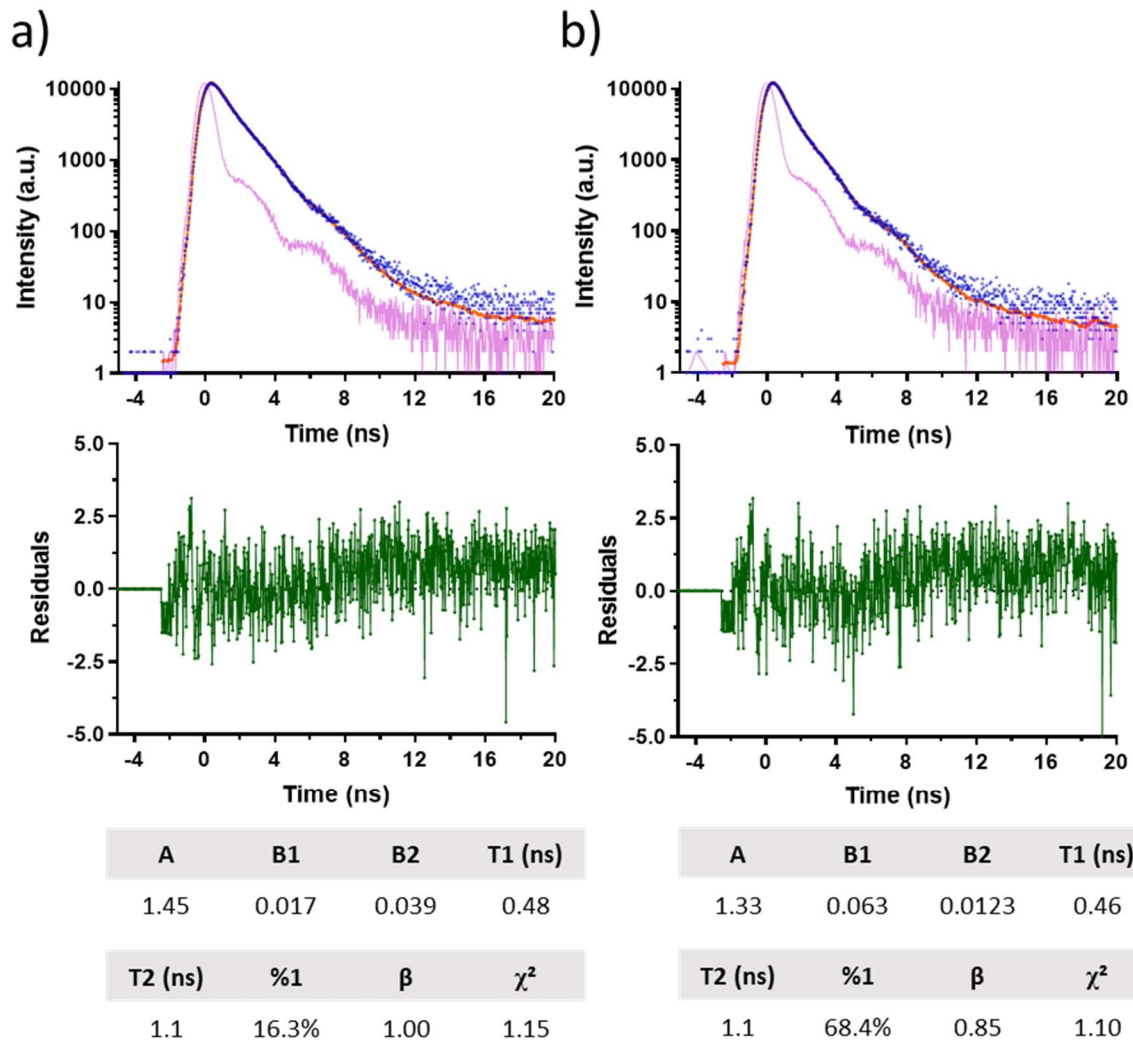 a)
10000
1000
100
10
1
Intensity (a.u.)
-4 0 4 8 12 16 20
Time (ns)
5.0
2.5
0.0
-2.5
-5.0
Residuals
-4 0 4 8 12 16 20
Time (ns)
A B1 B2 T1 (ns)
1.45 0.017 0.039 0.48
T2 (ns) %1 β χ²
1.1 16.3% 1.00 1.15
b)
10000
1000
100
10
1
Intensity (a.u.)
-4 0 4 8 12 16 20
Time (ns)
5.0
2.5
0.0
-2.5
-5.0
Residuals
-4 0 4 8 12 16 20
Time (ns)
A B1 B2 T1 (ns)
1.33 0.063 0.0123 0.46
T2 (ns) %1 β χ²
1.1 68.4% 0.85 1.10